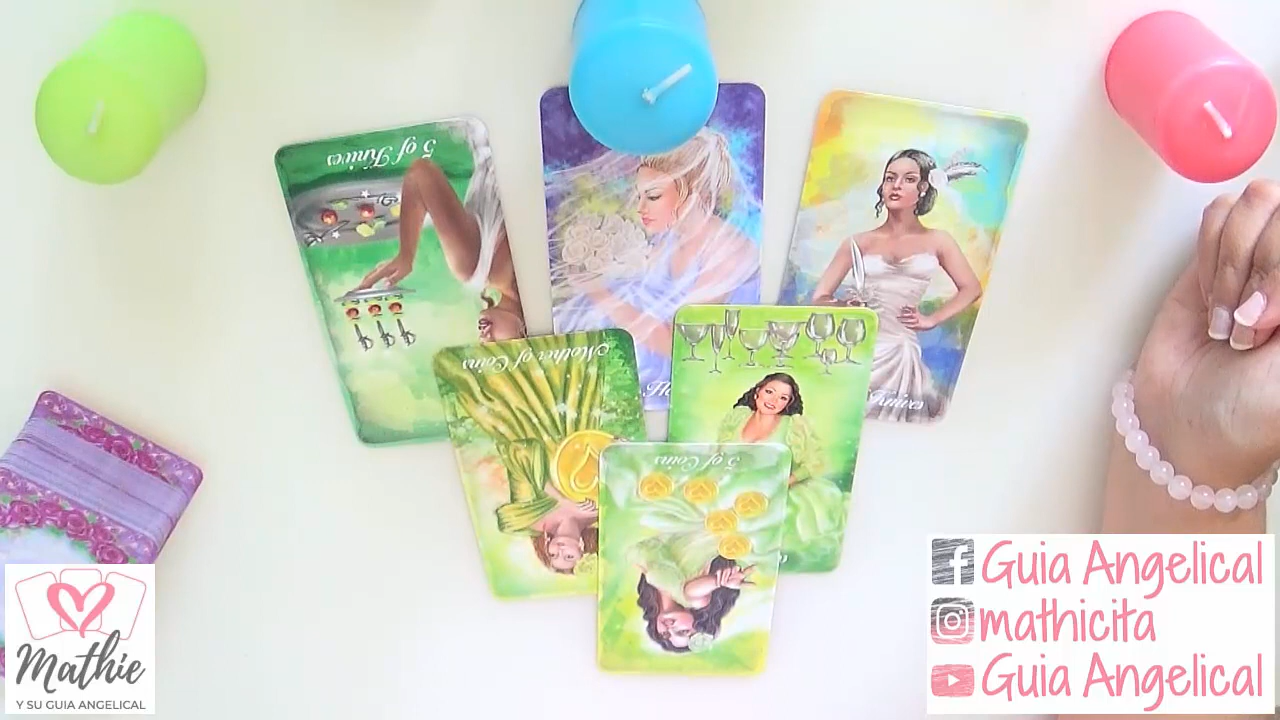 5 of Knives
Knives
Mother of Coins
5 of Coins
Mathie
Y SU GUIA ANGELICAL
Guia Angelical
mathicita
Guia Angelical